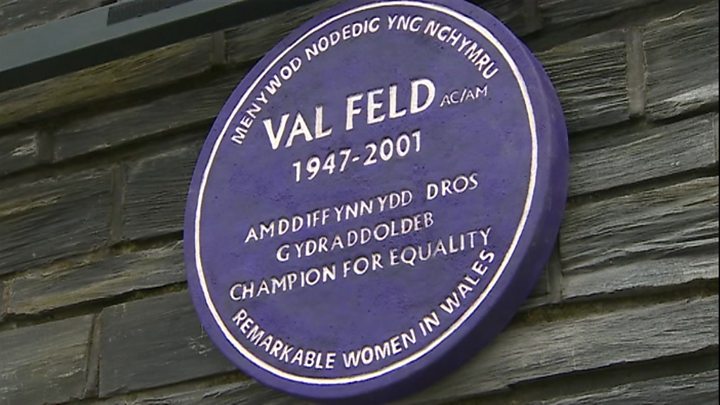 MENYWOD NODEDIG YNG NGHYMRU
VAL FELD AC/AM
1947-2001
AMDDIFFYNNYDD DROS
GYDRADDOLDEB
CHAMPION FOR EQUALITY
REMARKABLE WOMEN IN WALES